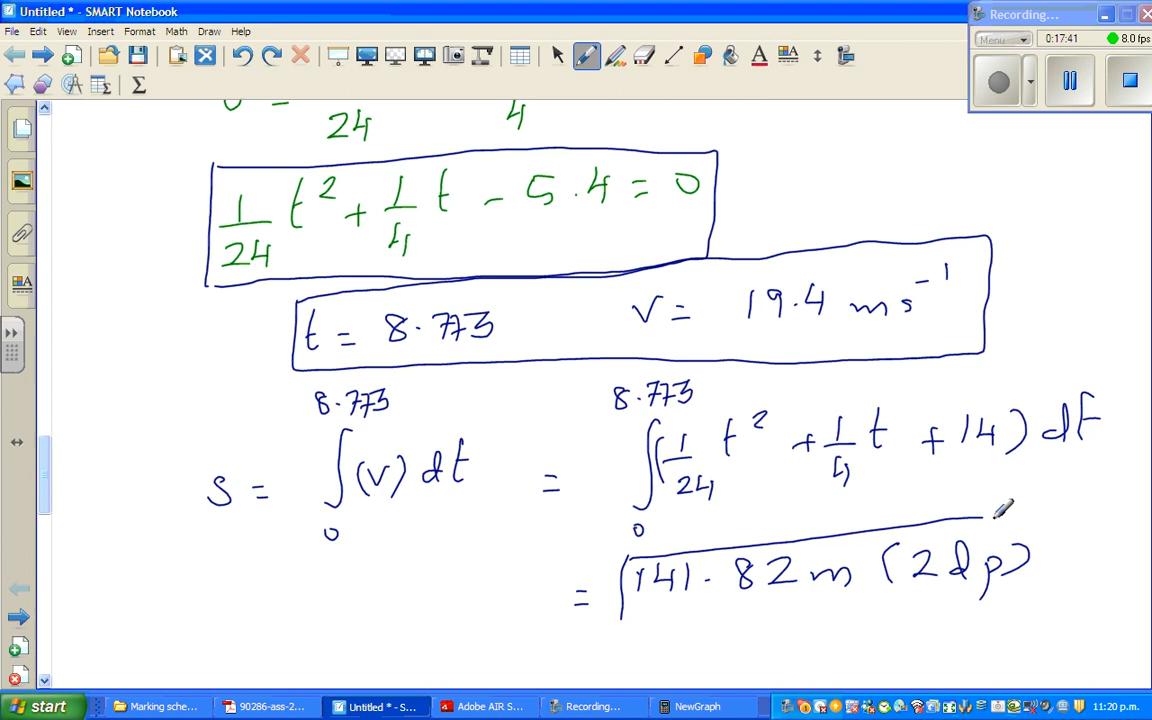 Untitled * - SMART Notebook
Recording...
File Edit View Insert Format Math Draw Help
Menu
0:17:41
8.0 fps
24 4
1/24 t² + 1/4 t - 5.4 = 0
t = 8.773 v = 19.4 ms⁻¹
8.773 8.773
s = ∫(v) dt = ∫(1/24 t² + 1/4 t + 14) dt
0 0
= 141.82 m (2 dp)
start
Marking sche...
90286-ass-2...
Untitled * - S...
Adobe AIR S...
Recording...
NewGraph
11:20 p.m.